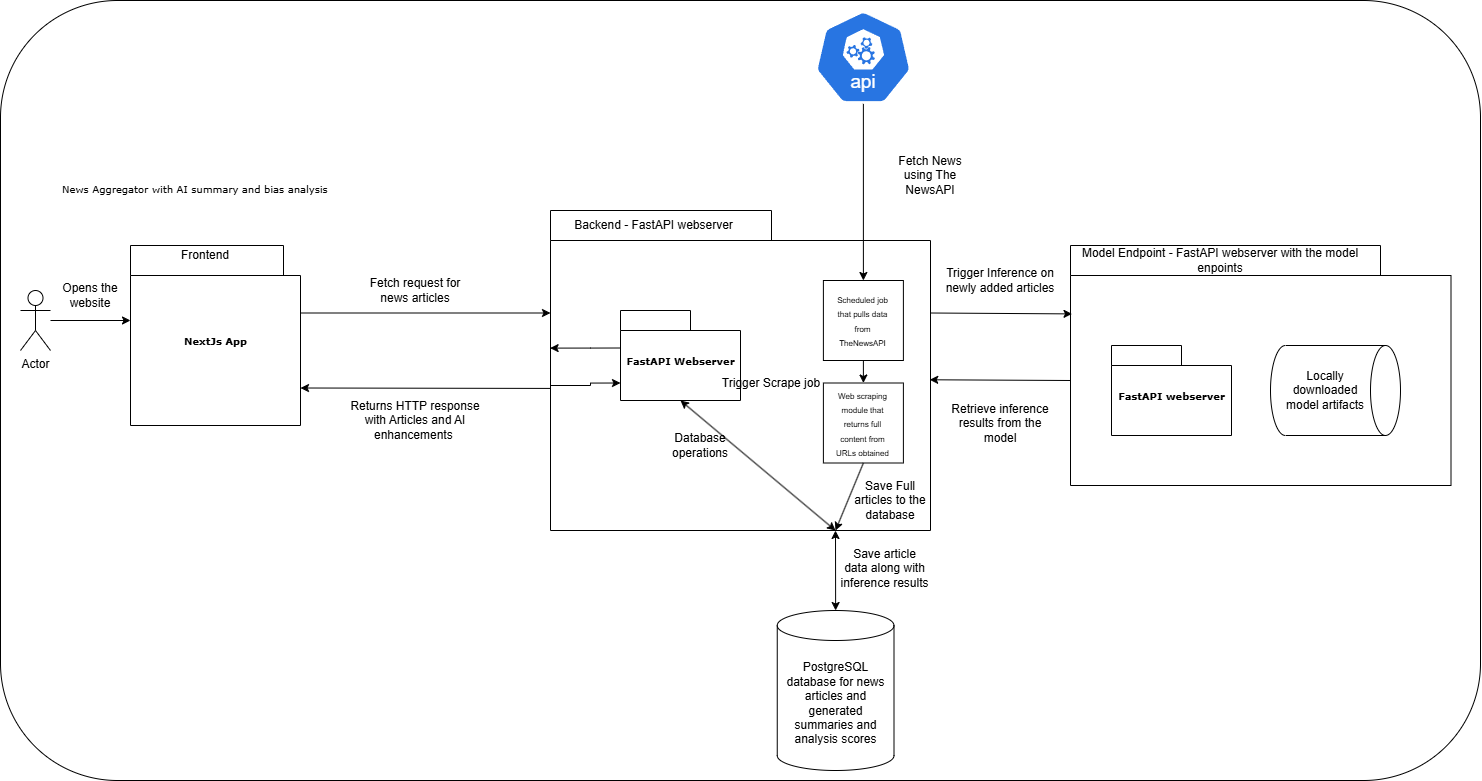 api
Fetch News
using The
NewsAPI
News Aggregator with AI summary and bias analysis
Backend - FastAPI webserver
Frontend
Model Endpoint - FastAPI webserver with the model
enpoints
Opens the
website
Actor
NextJs App
Fetch request for
news articles
Returns HTTP response
with Articles and AI
enhancements
FastAPI Webserver
Scheduled job
that pulls data
from
TheNewsAPI
Trigger Scrape job
Web scraping
module that
returns full
content from
URLs obtained
Database
operations
Save Full
articles to the
database
Trigger Inference on
newly added articles
Retrieve inference
results from the
model
FastAPI webserver
Locally
downloaded
model artifacts
Save article
data along with
inference results
PostgreSQL
database for news
articles and
generated
summaries and
analysis scores